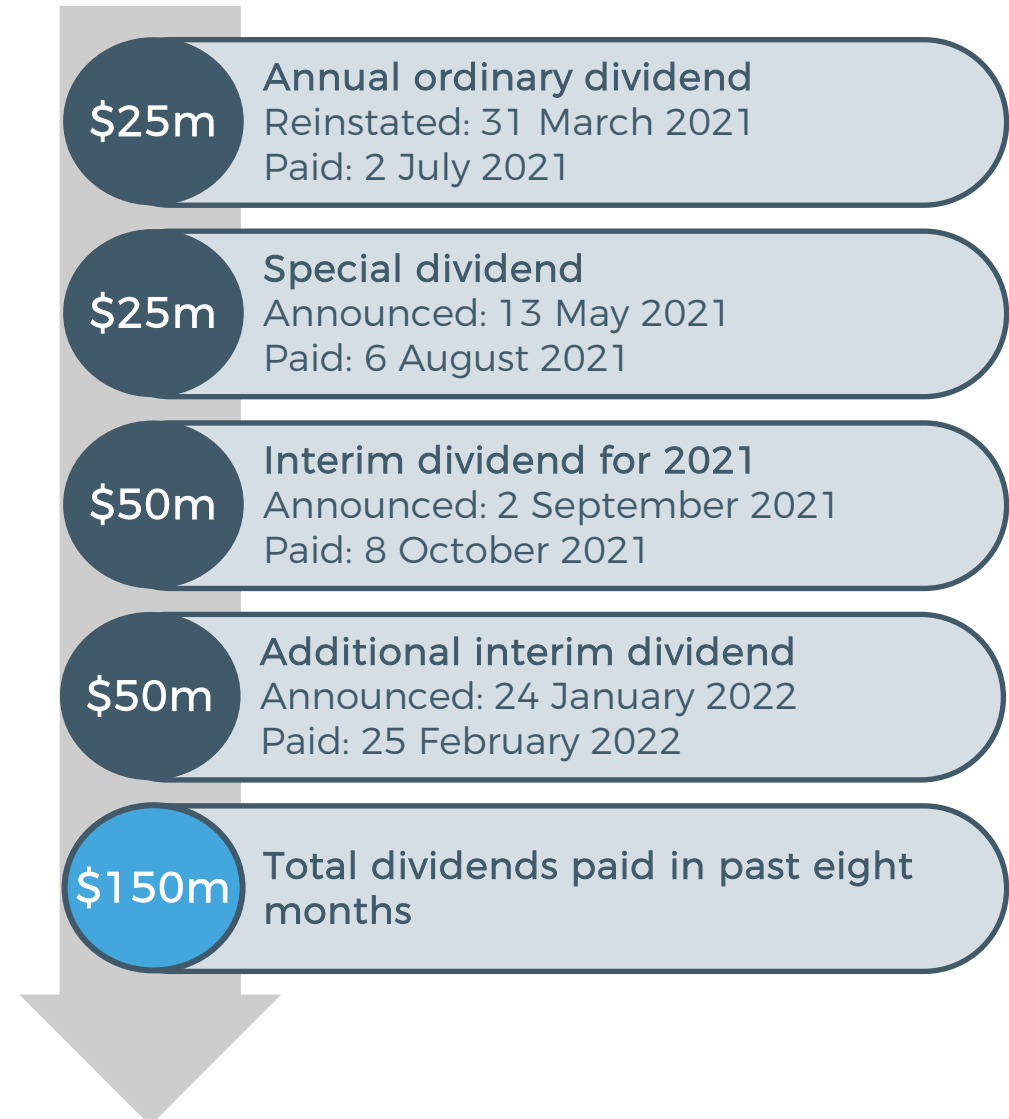 $25m
Annual ordinary dividend
Reinstated: 31 March 2021
Paid: 2 July 2021
$25m
Special dividend
Announced: 13 May 2021
Paid: 6 August 2021
$50m
Interim dividend for 2021
Announced: 2 September 2021
Paid: 8 October 2021
$50m
Additional interim dividend
Announced: 24 January 2022
Paid: 25 February 2022
$150m
Total dividends paid in past eight
months